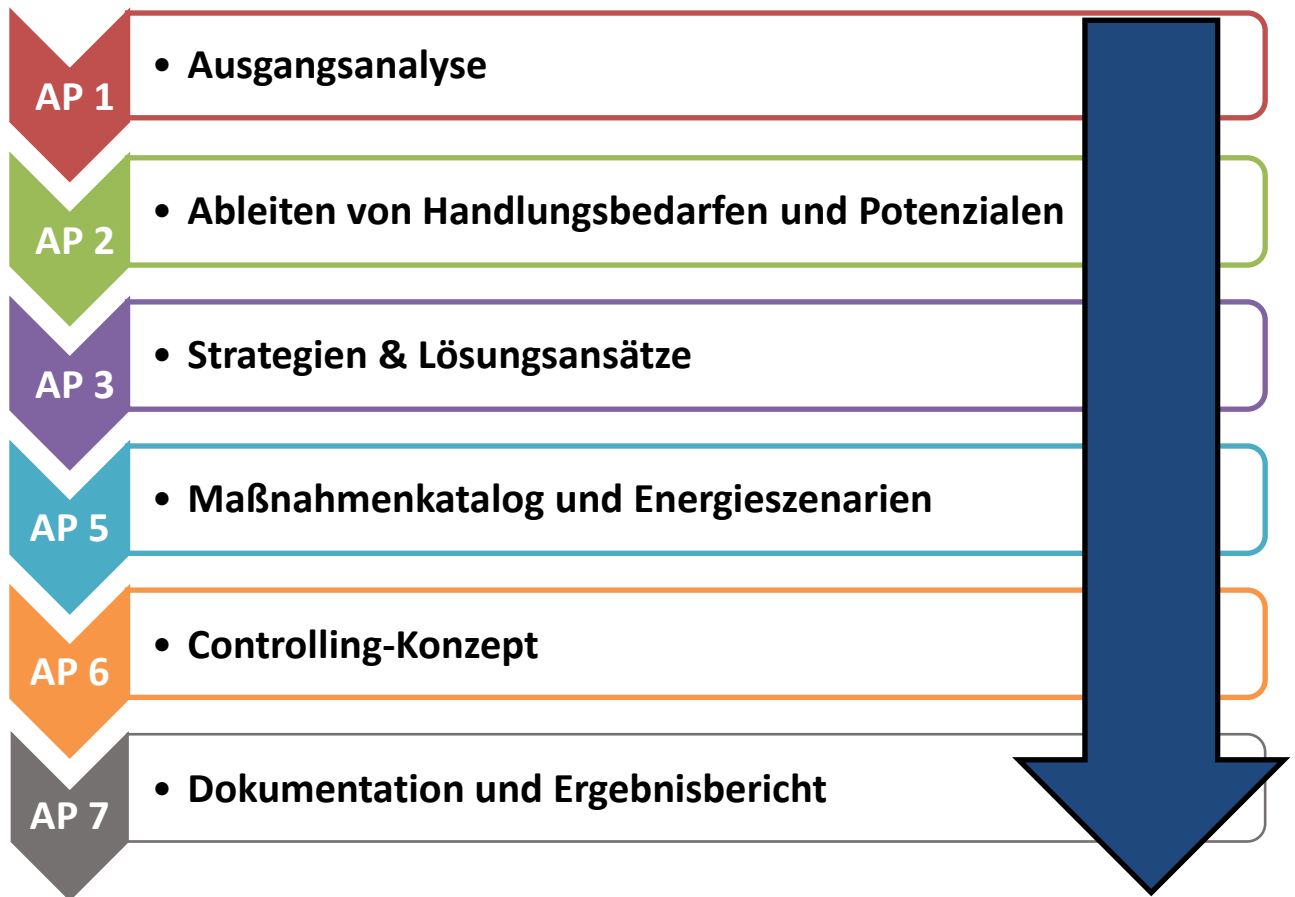 AP 1
• Ausgangsanalyse
AP 2
• Ableiten von Handlungsbedarfen und Potenzialen
AP 3
• Strategien & Lösungsansätze
AP 5
• Maßnahmenkatalog und Energieszenarien
AP 6
• Controlling-Konzept
AP 7
• Dokumentation und Ergebnisbericht